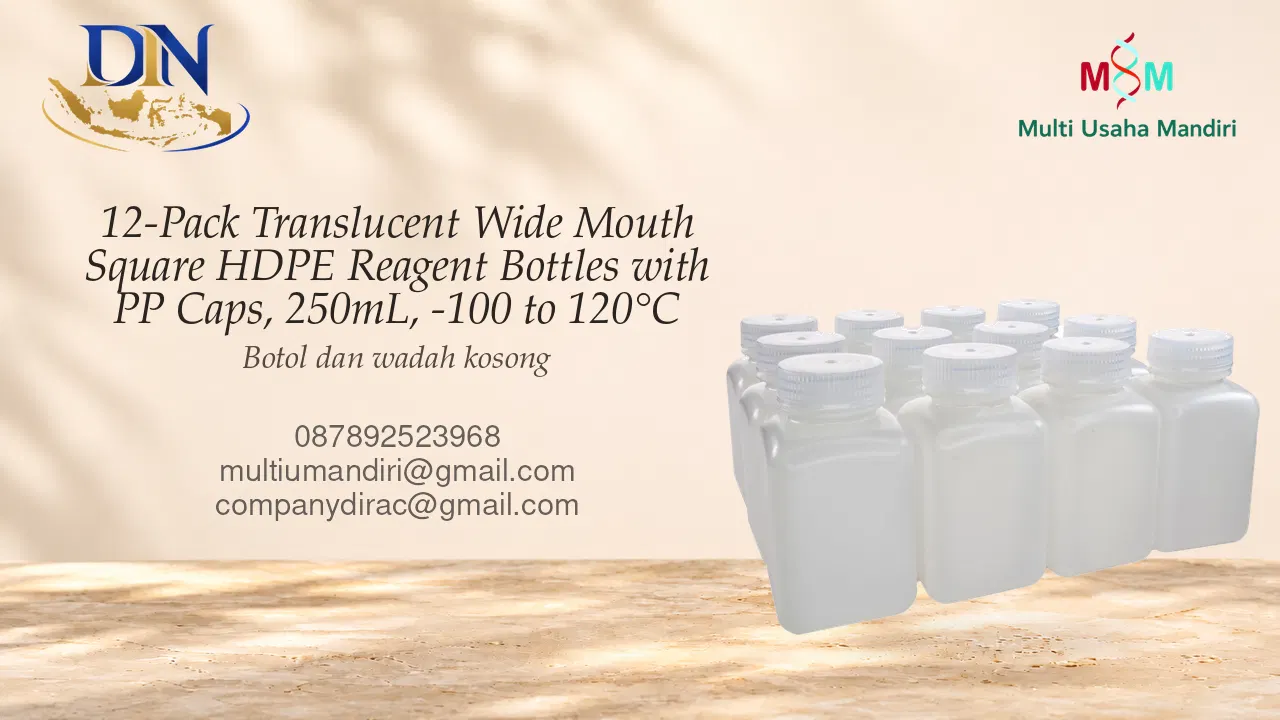 DIN
MSM
Multi Usaha Mandiri
12-Pack Translucent Wide Mouth
Square HDPE Reagent Bottles with
PP Caps, 250mL, -100 to 120°C
Botol dan wadah kosong
087892523968
multiumandiri@gmail.com
companydirac@gmail.com